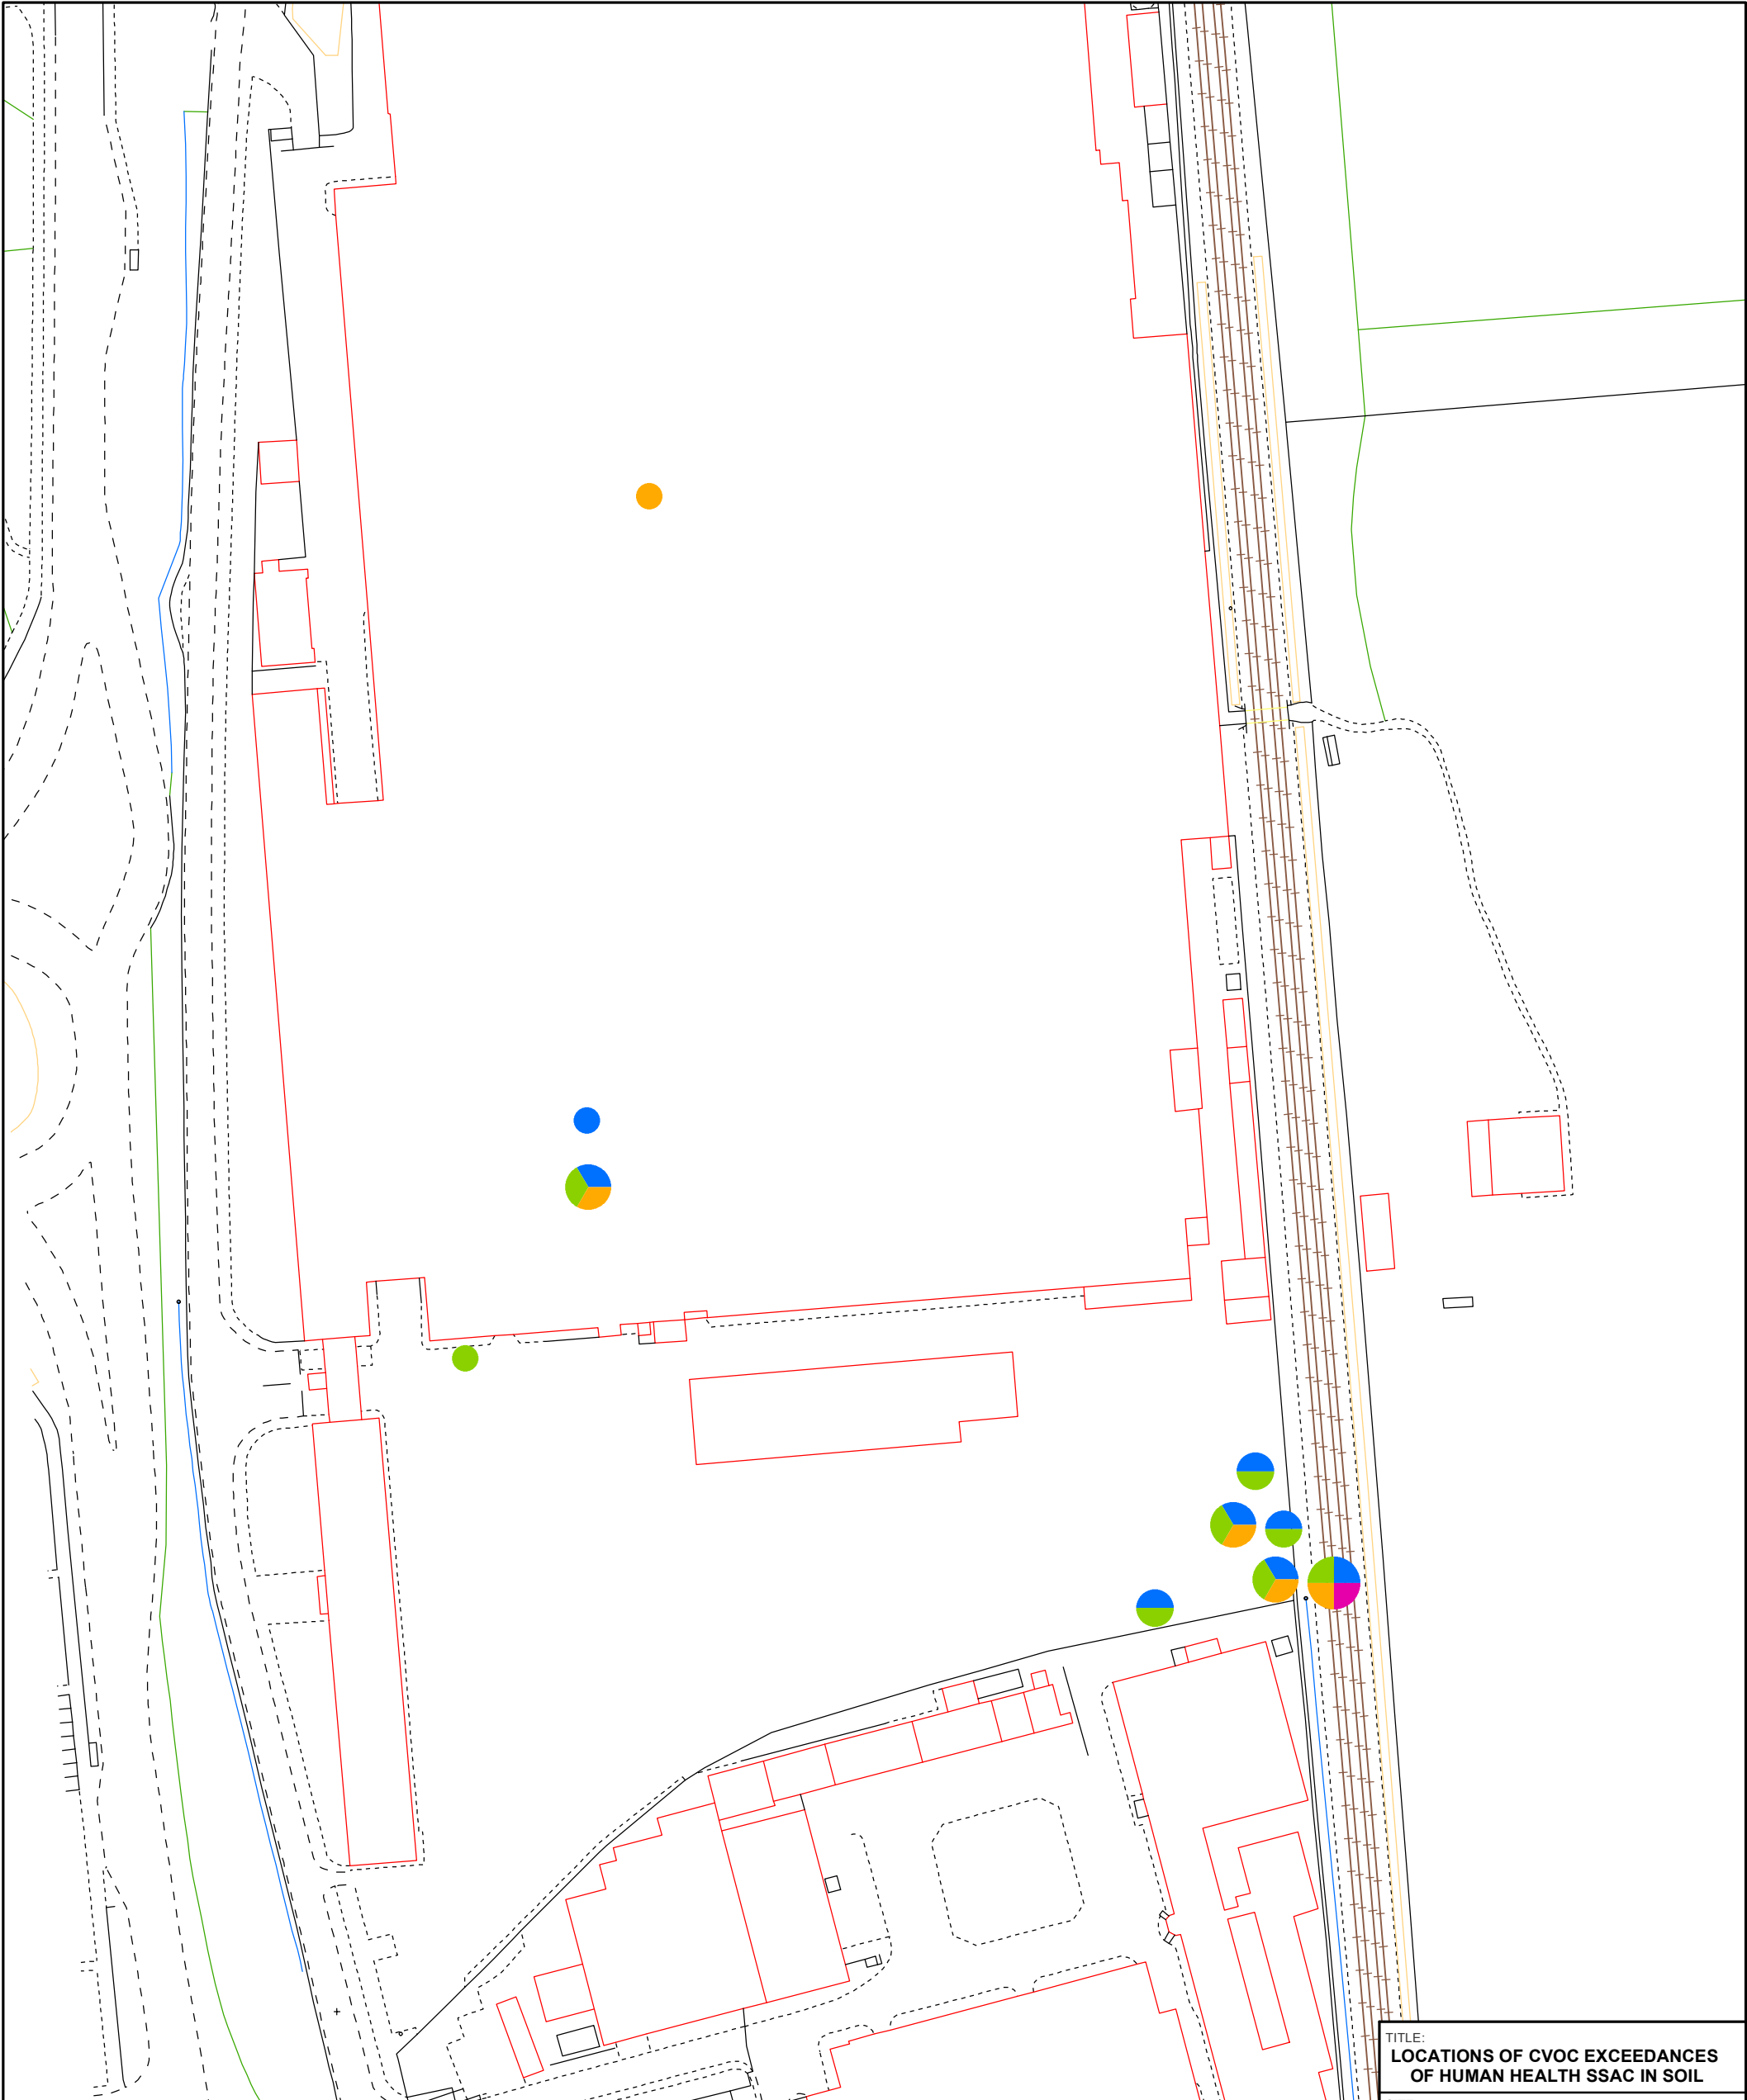 TITLE:
LOCATIONS OF CVOC EXCEEDANCES
OF HUMAN HEALTH SSAC IN SOIL